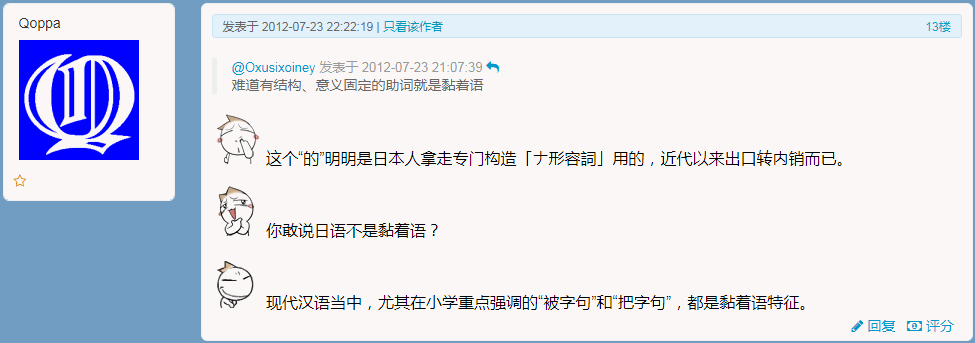 Qoppa
发表于 2012-07-23 22:22:19 | 只看该作者
13楼
@Oxusixoiney 发表于 2012-07-23 21:07:39
难道有结构、意义固定的助词就是黏着语
这个“的”明明是日本人拿走专门构造「ナ形容詞」用的，近代以来出口转内销而已。
你敢说日语不是黏着语？
现代汉语当中，尤其在小学重点强调的“被字句”和“把字句”，都是黏着语特征。
回复 评分